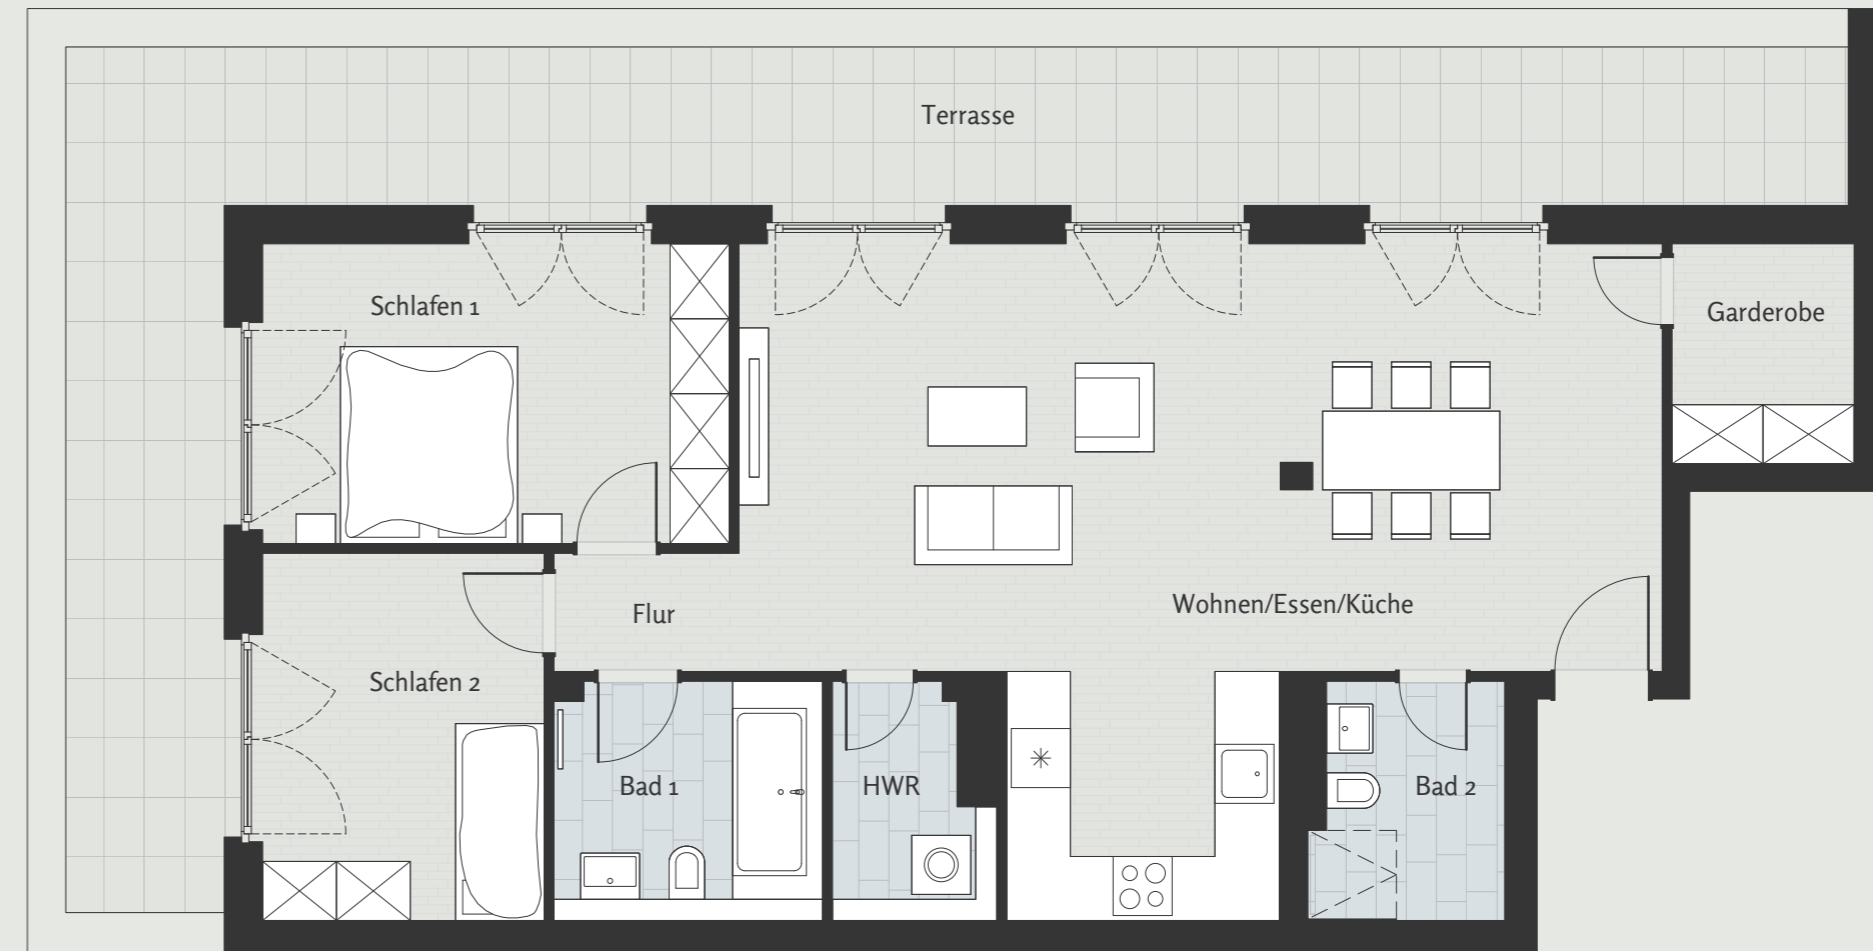 Terrasse
Schlafen 1
Garderobe
Flur
Wohnen/Essen/Küche
Schlafen 2
Bad 1
HWR
Bad 2